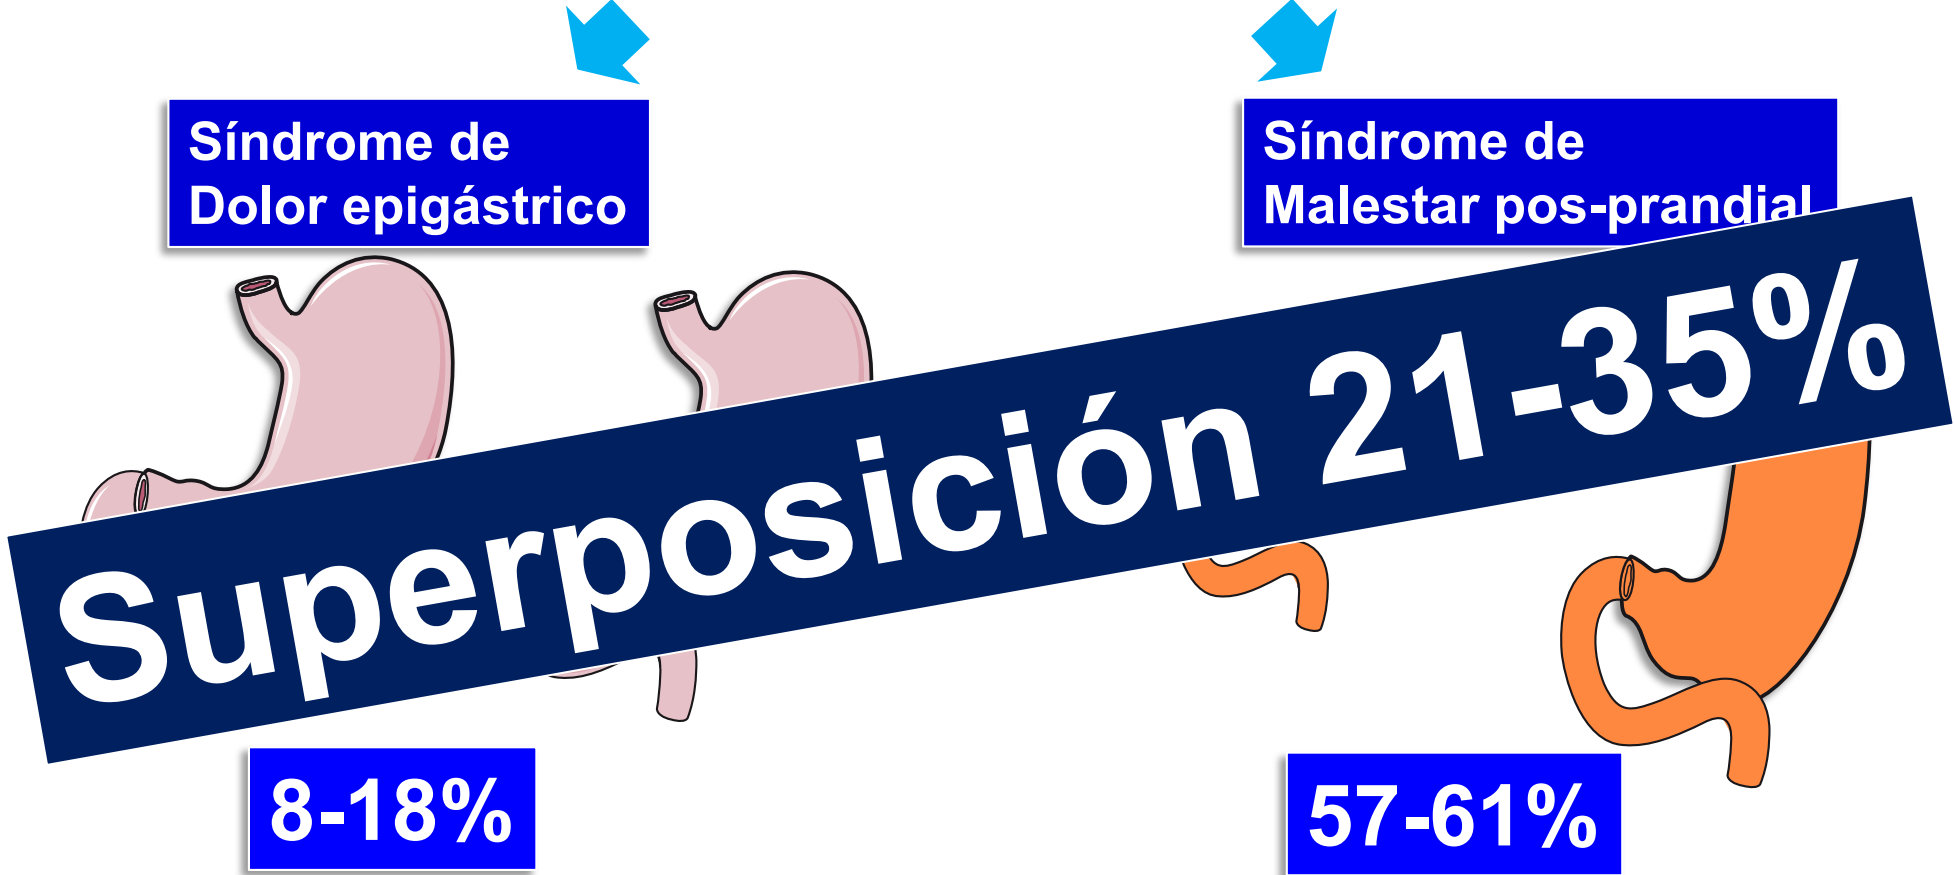 Síndrome de
Dolor epigástrico
Síndrome de
Malestar pos-prandial
Superposición 21-35%
8-18%
57-61%